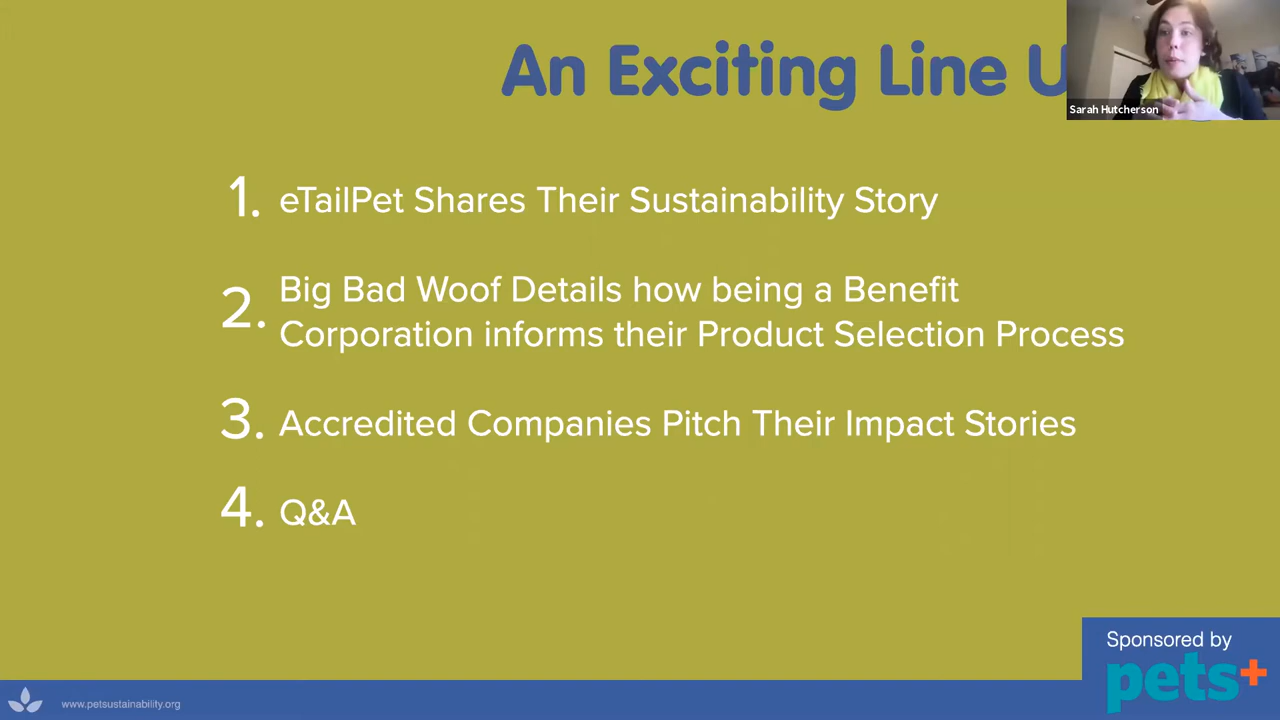 An Exciting Line U
Sarah Hutcherson
1. eTailPet Shares Their Sustainability Story
2. Big Bad Woof Details how being a Benefit
Corporation informs their Product Selection Process
3. Accredited Companies Pitch Their Impact Stories
4. Q&A
Sponsored by
pets+
www.petsustainability.org